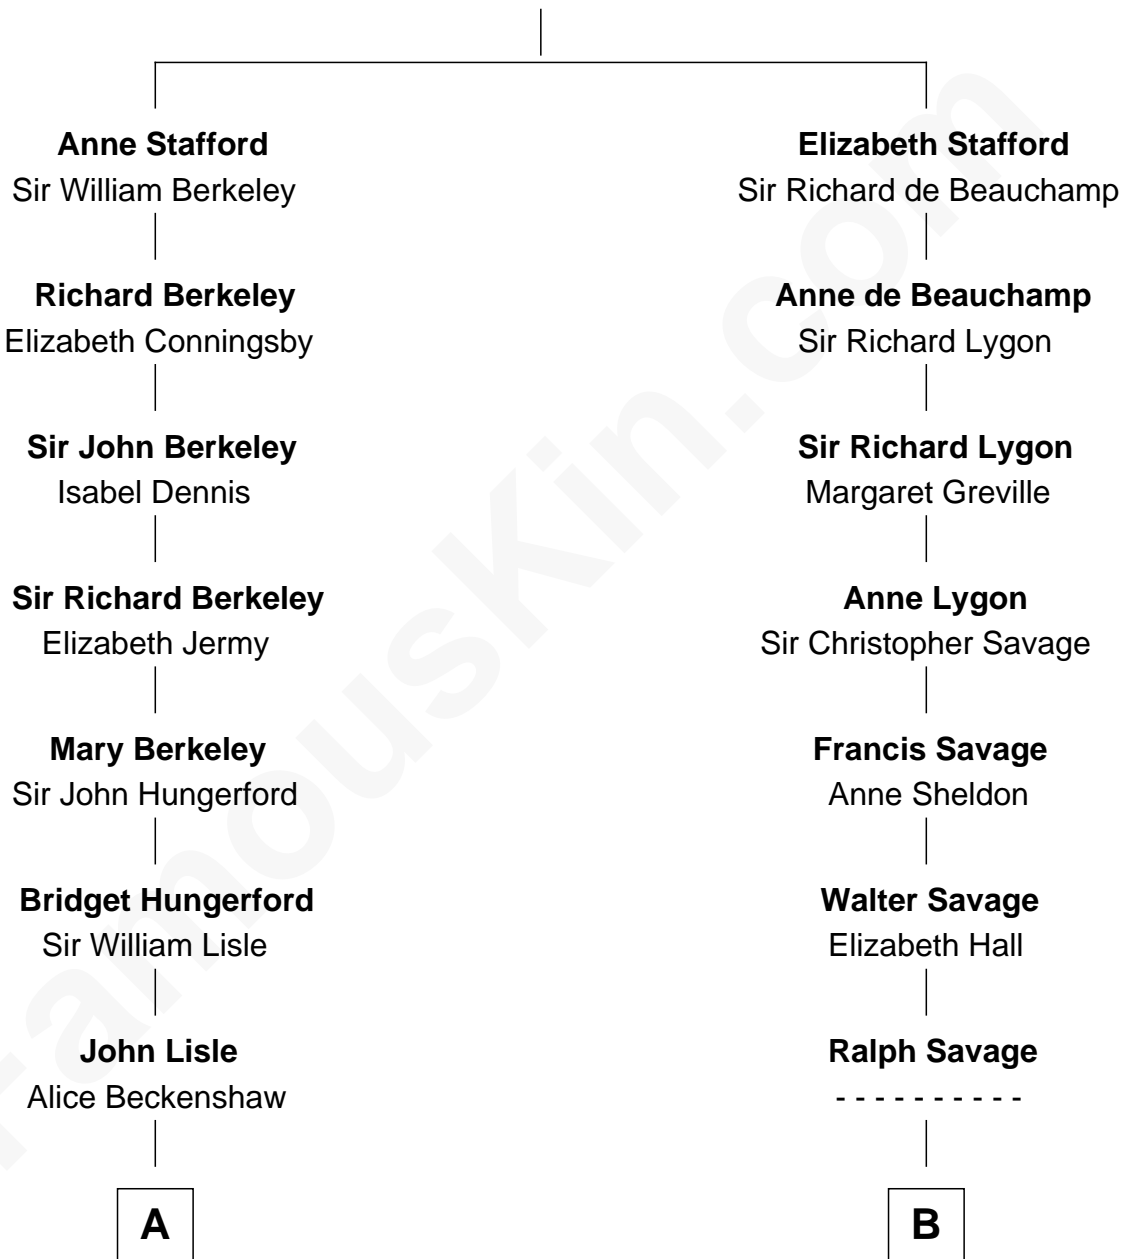 Anne Stafford
Sir William Berkeley
Richard Berkeley
Elizabeth Conningsby
Sir John Berkeley
Isabel Dennis
Sir Richard Berkeley
Elizabeth Jermy
Mary Berkeley
Sir John Hungerford
Bridget Hungerford
Sir William Lisle
John Lisle
Alice Beckenshaw
A
Elizabeth Stafford
Sir Richard de Beauchamp
Anne de Beauchamp
Sir Richard Lygon
Sir Richard Lygon
Margaret Greville
Anne Lygon
Sir Christopher Savage
Francis Savage
Anne Sheldon
Walter Savage
Elizabeth Hall
Ralph Savage
- - - - - - - - - -
B
FamousKin.com